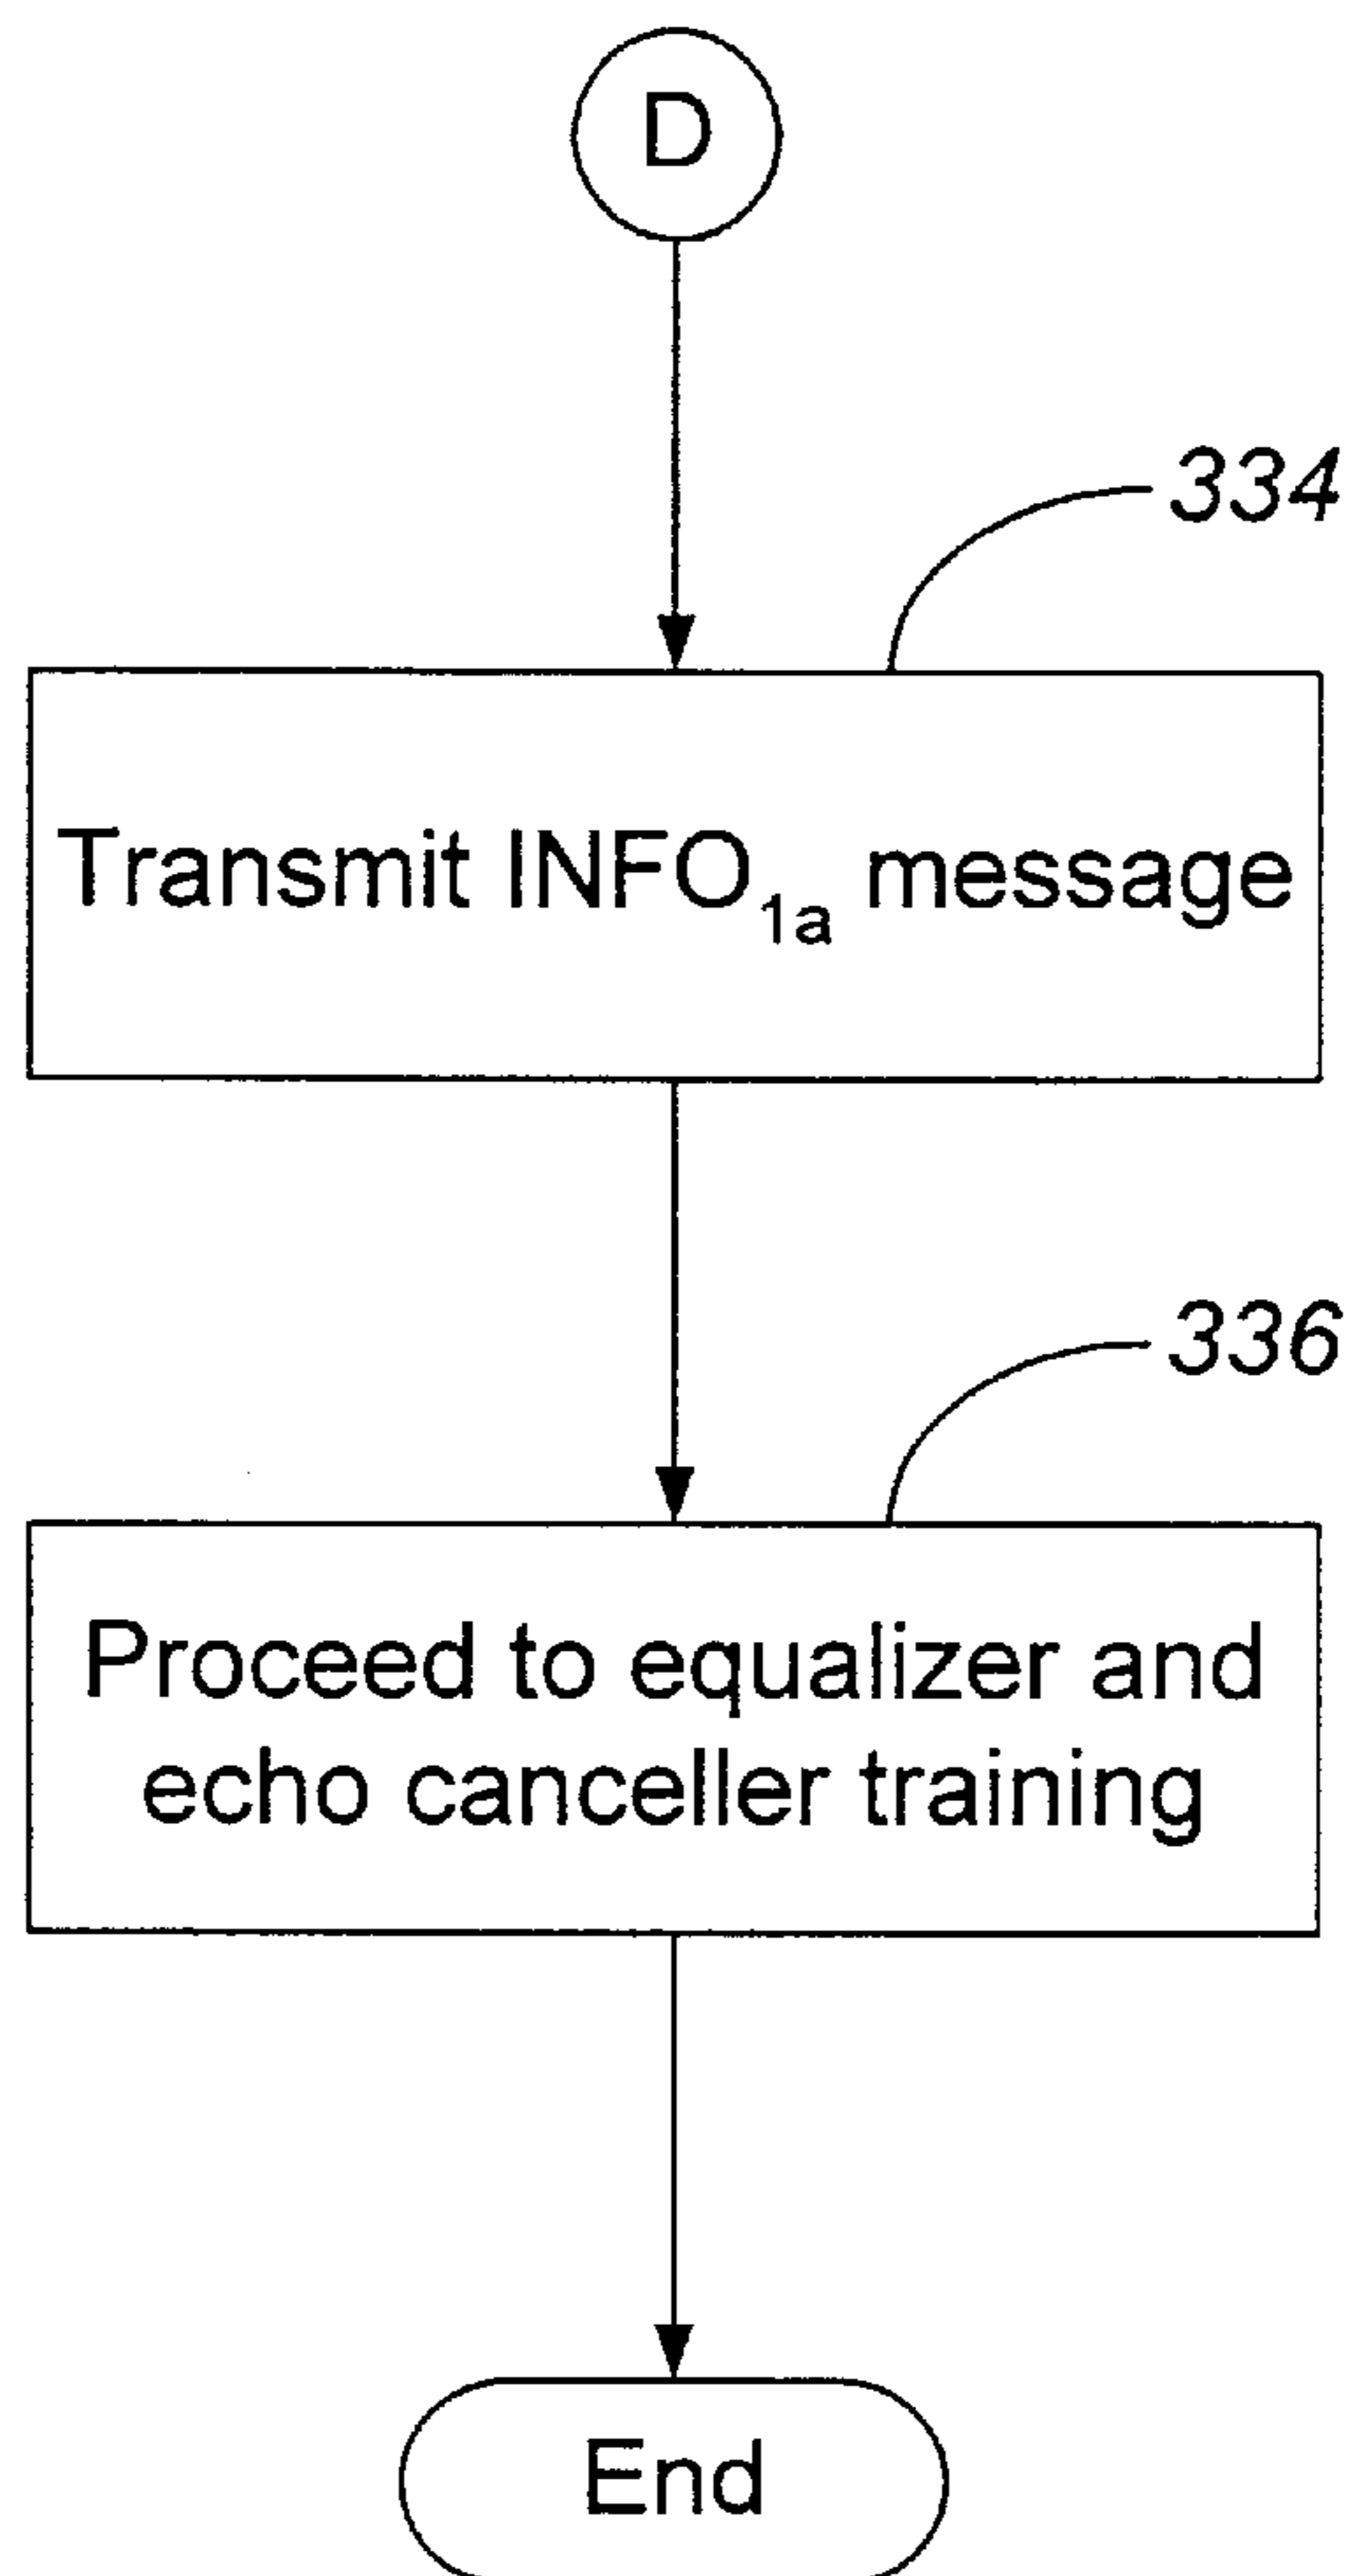 D
334
Transmit INFO1a message
336
Proceed to equalizer and
echo canceller training
End